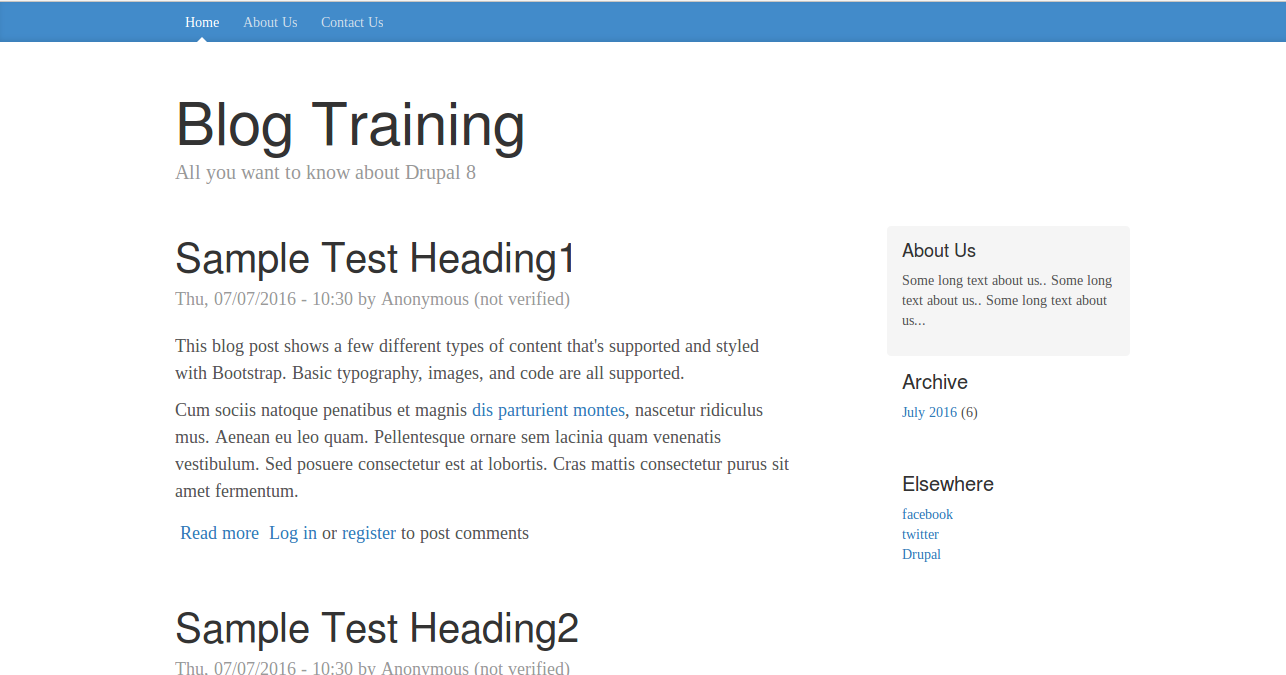 Home About Us Contact Us
Blog Training
All you want to know about Drupal 8
Sample Test Heading1
Thu, 07/07/2016 - 10:30 by Anonymous (not verified)
This blog post shows a few different types of content that's supported and styled
with Bootstrap. Basic typography, images, and code are all supported.
Cum sociis natoque penatibus et magnis dis parturient montes, nascetur ridiculus
mus. Aenean eu leo quam. Pellentesque ornare sem lacinia quam venenatis
vestibulum. Sed posuere consectetur est at lobortis. Cras mattis consectetur purus sit
amet fermentum.
Read more Log in or register to post comments
Sample Test Heading2
Thu, 07/07/2016 - 10:30 by Anonymous (not verified)
About Us
Some long text about us.. Some long
text about us.. Some long text about
us...
Archive
July 2016 (6)
Elsewhere
facebook
twitter
Drupal